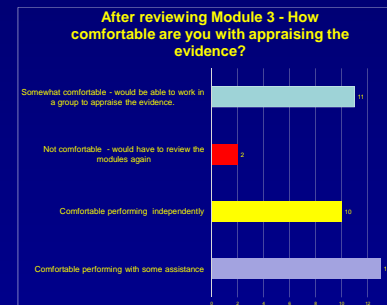 After reviewing Module 3 - How
comfortable are you with appraising the
evidence?
Somewhat comfortable - would be able to work in
a group to appraise the evidence.
11
Not comfortable - would have to review the
modules again
2
Comfortable performing independently
10
Comfortable performing with some assistance
0 2 4 6 8 10 12